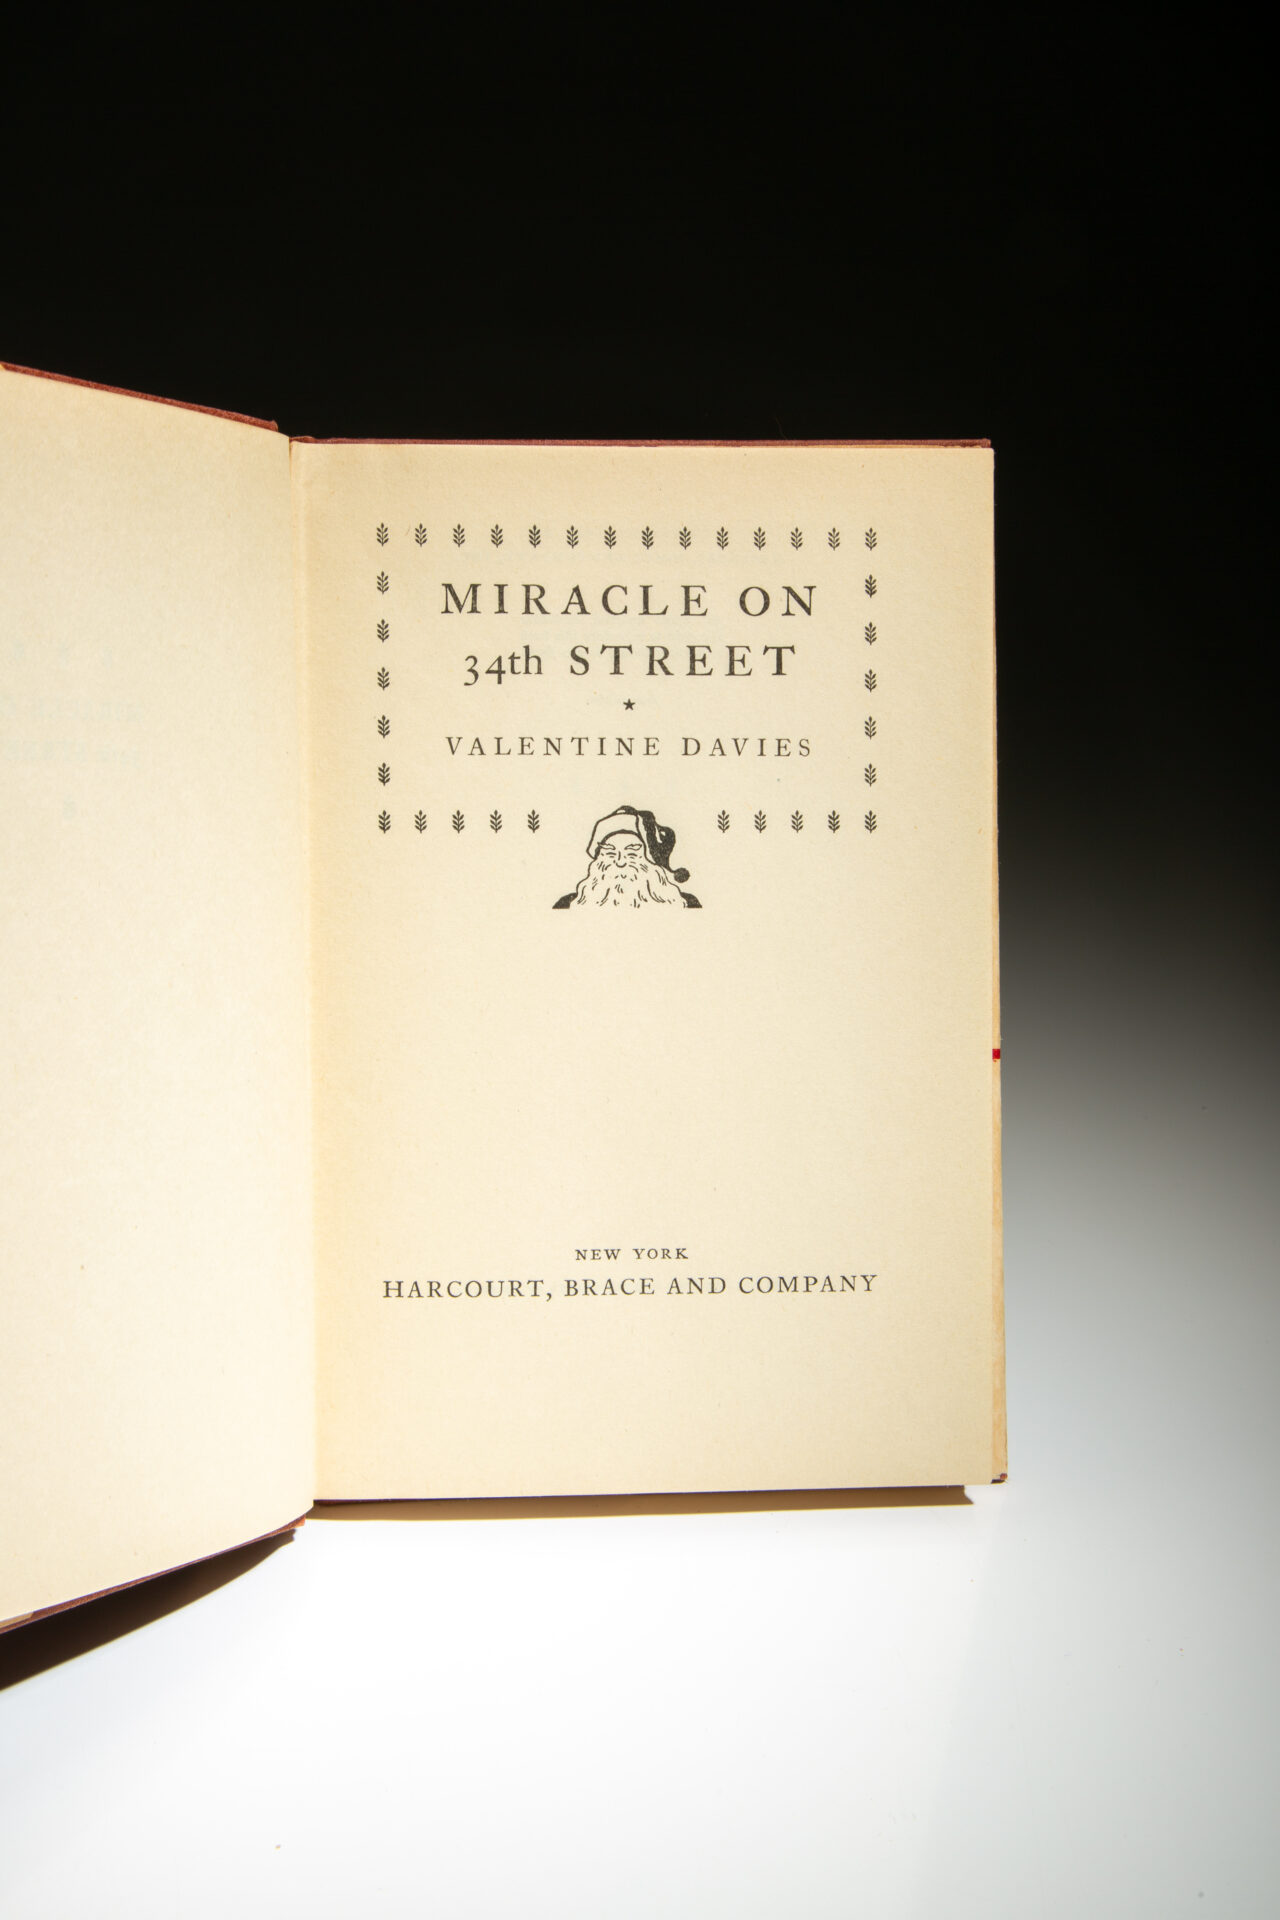 MIRACLE ON
34th STREET
VALENTINE DAVIES
NEW YORK
HARCOURT, BRACE AND COMPANY